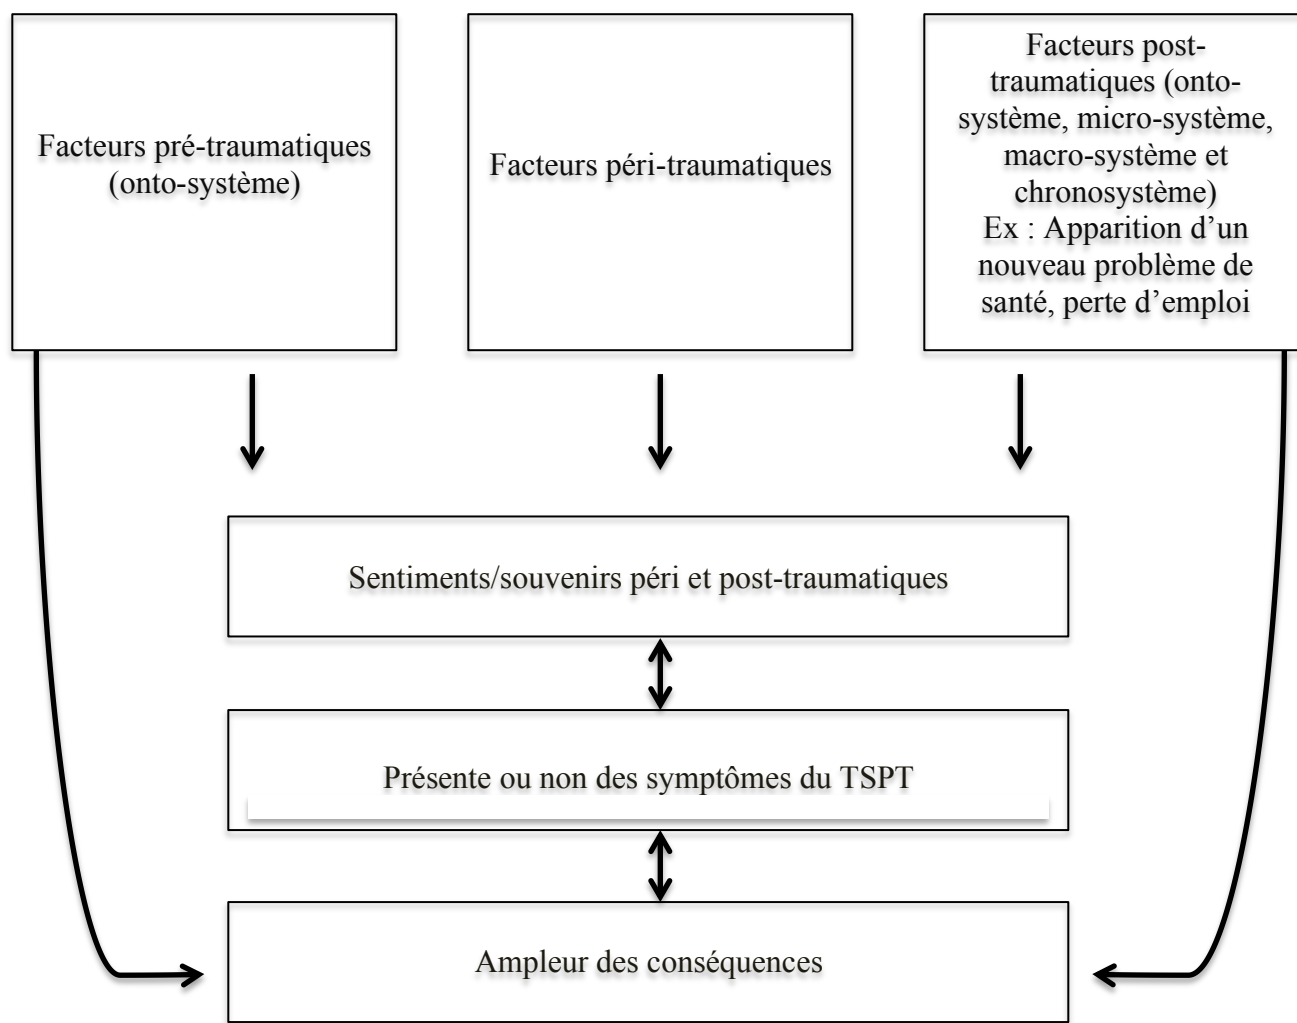 Facteurs pré-traumatiques
(onto-système)
Facteurs péri-traumatiques
Facteurs post-
traumatiques (onto-
système, micro-système,
macro-système et
chronosystème)
Ex : Apparition d’un
nouveau problème de
santé, perte d’emploi
Sentiments/souvenirs péri et post-traumatiques
Présente ou non des symptômes du TSPT
Ampleur des conséquences